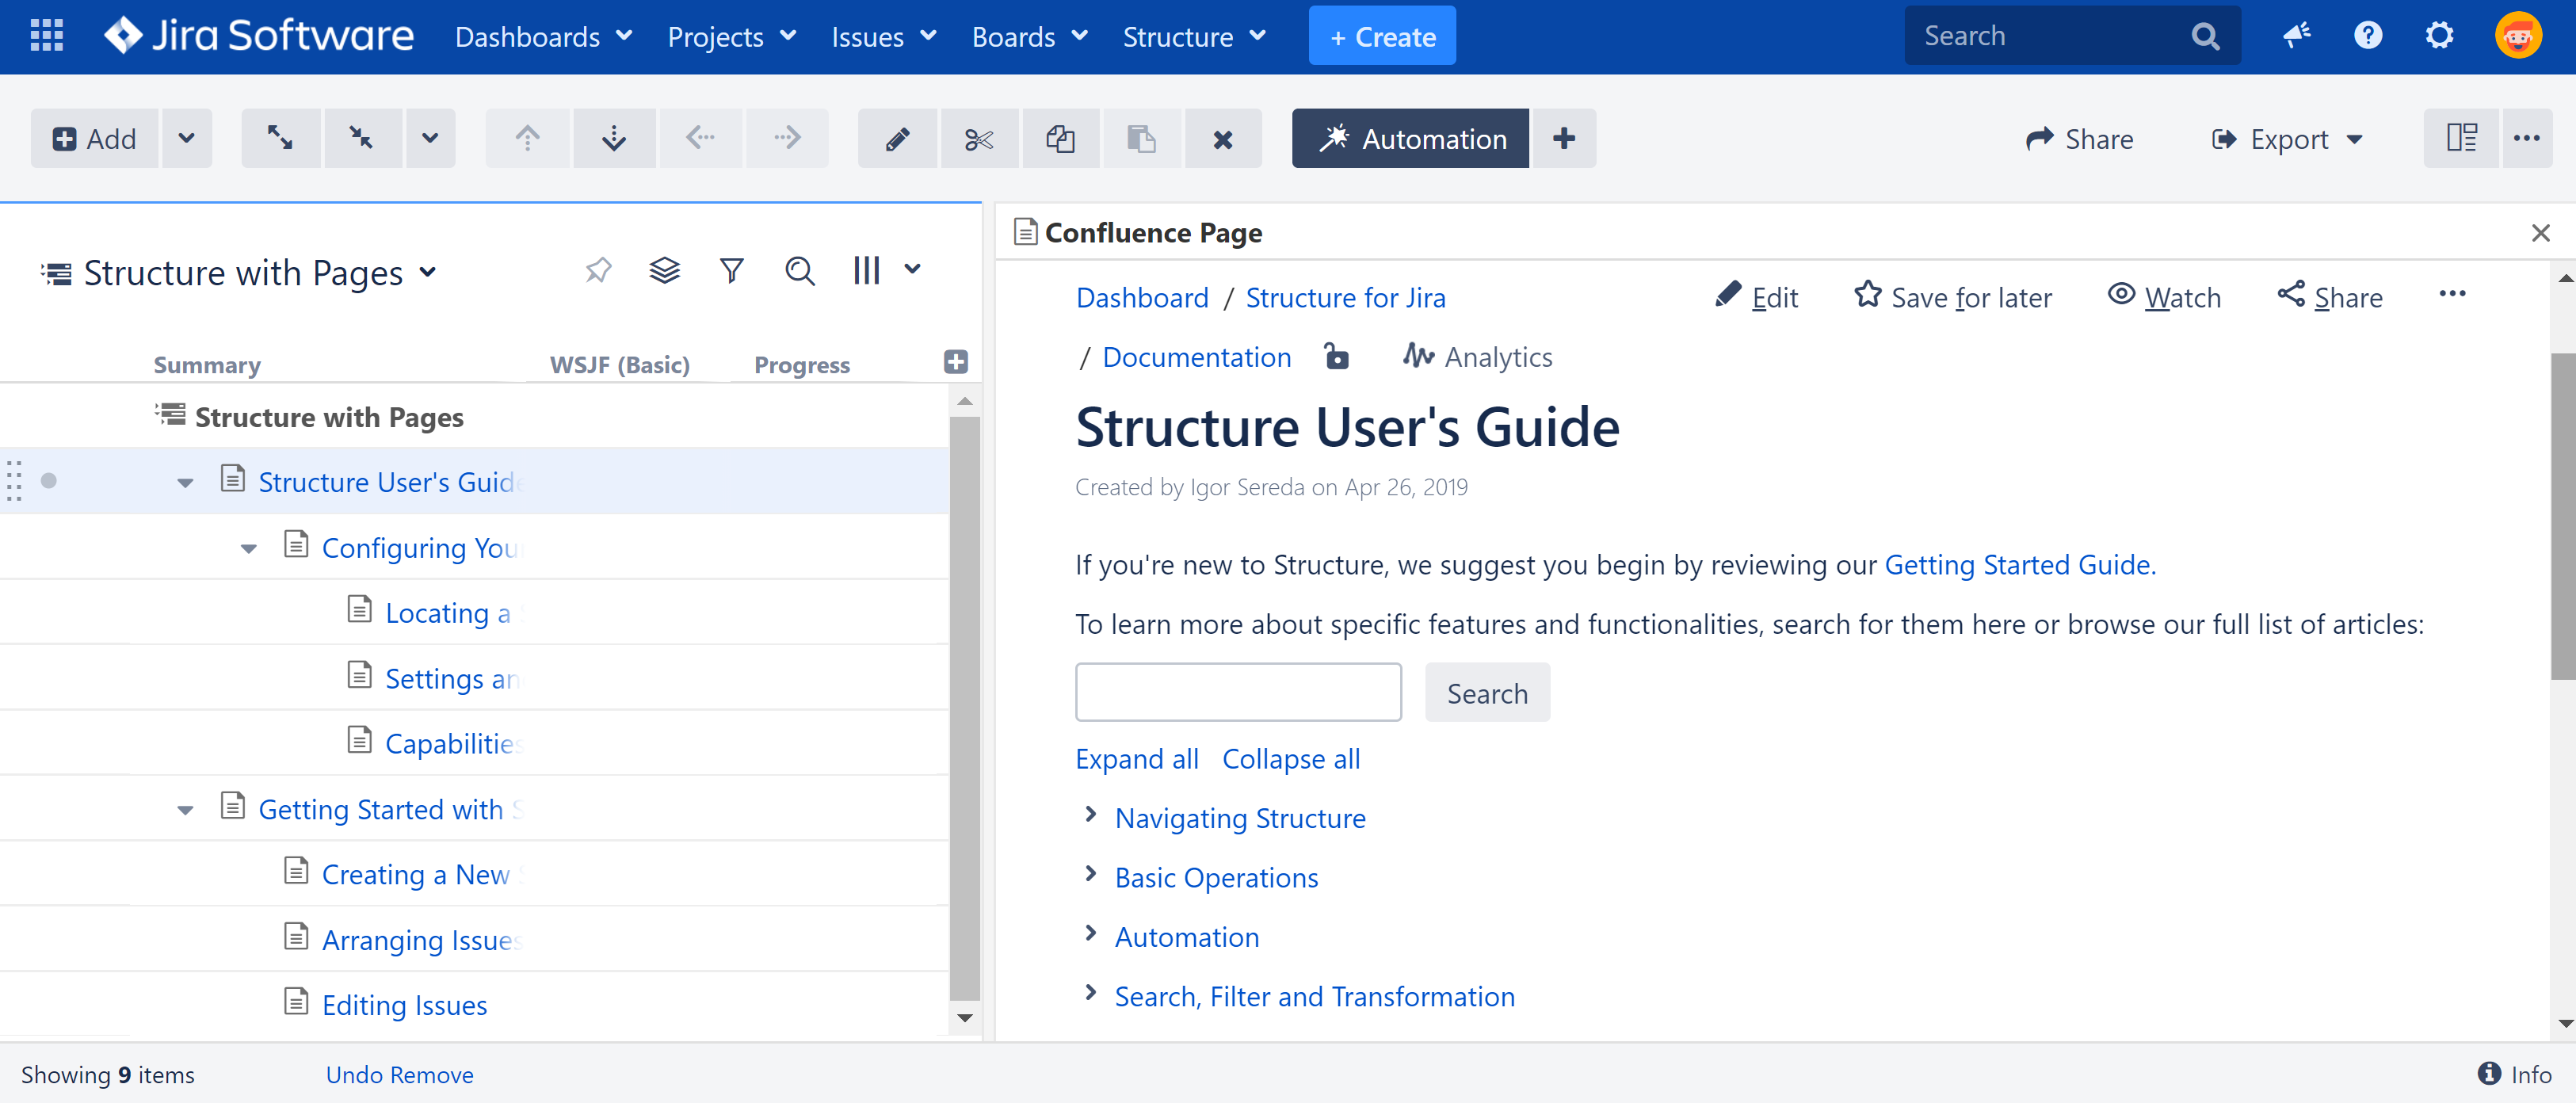 Jira Software Dashboards Projects Issues Boards Structure + Create Search
Add Automation Share Export
Structure with Pages
Summary WSJF (Basic) Progress
Structure with Pages
Structure User's Guide
Configuring You
Locating a
Settings an
Capabilities
Getting Started with S
Creating a New
Arranging Issues
Editing Issues
Confluence Page
Dashboard / Structure for Jira Edit Save for later Watch Share
/ Documentation Analytics
Structure User's Guide
Created by Igor Sereda on Apr 26, 2019
If you're new to Structure, we suggest you begin by reviewing our Getting Started Guide.
To learn more about specific features and functionalities, search for them here or browse our full list of articles:
Search
Expand all Collapse all
Navigating Structure
Basic Operations
Automation
Search, Filter and Transformation
Showing 9 items Undo Remove Info